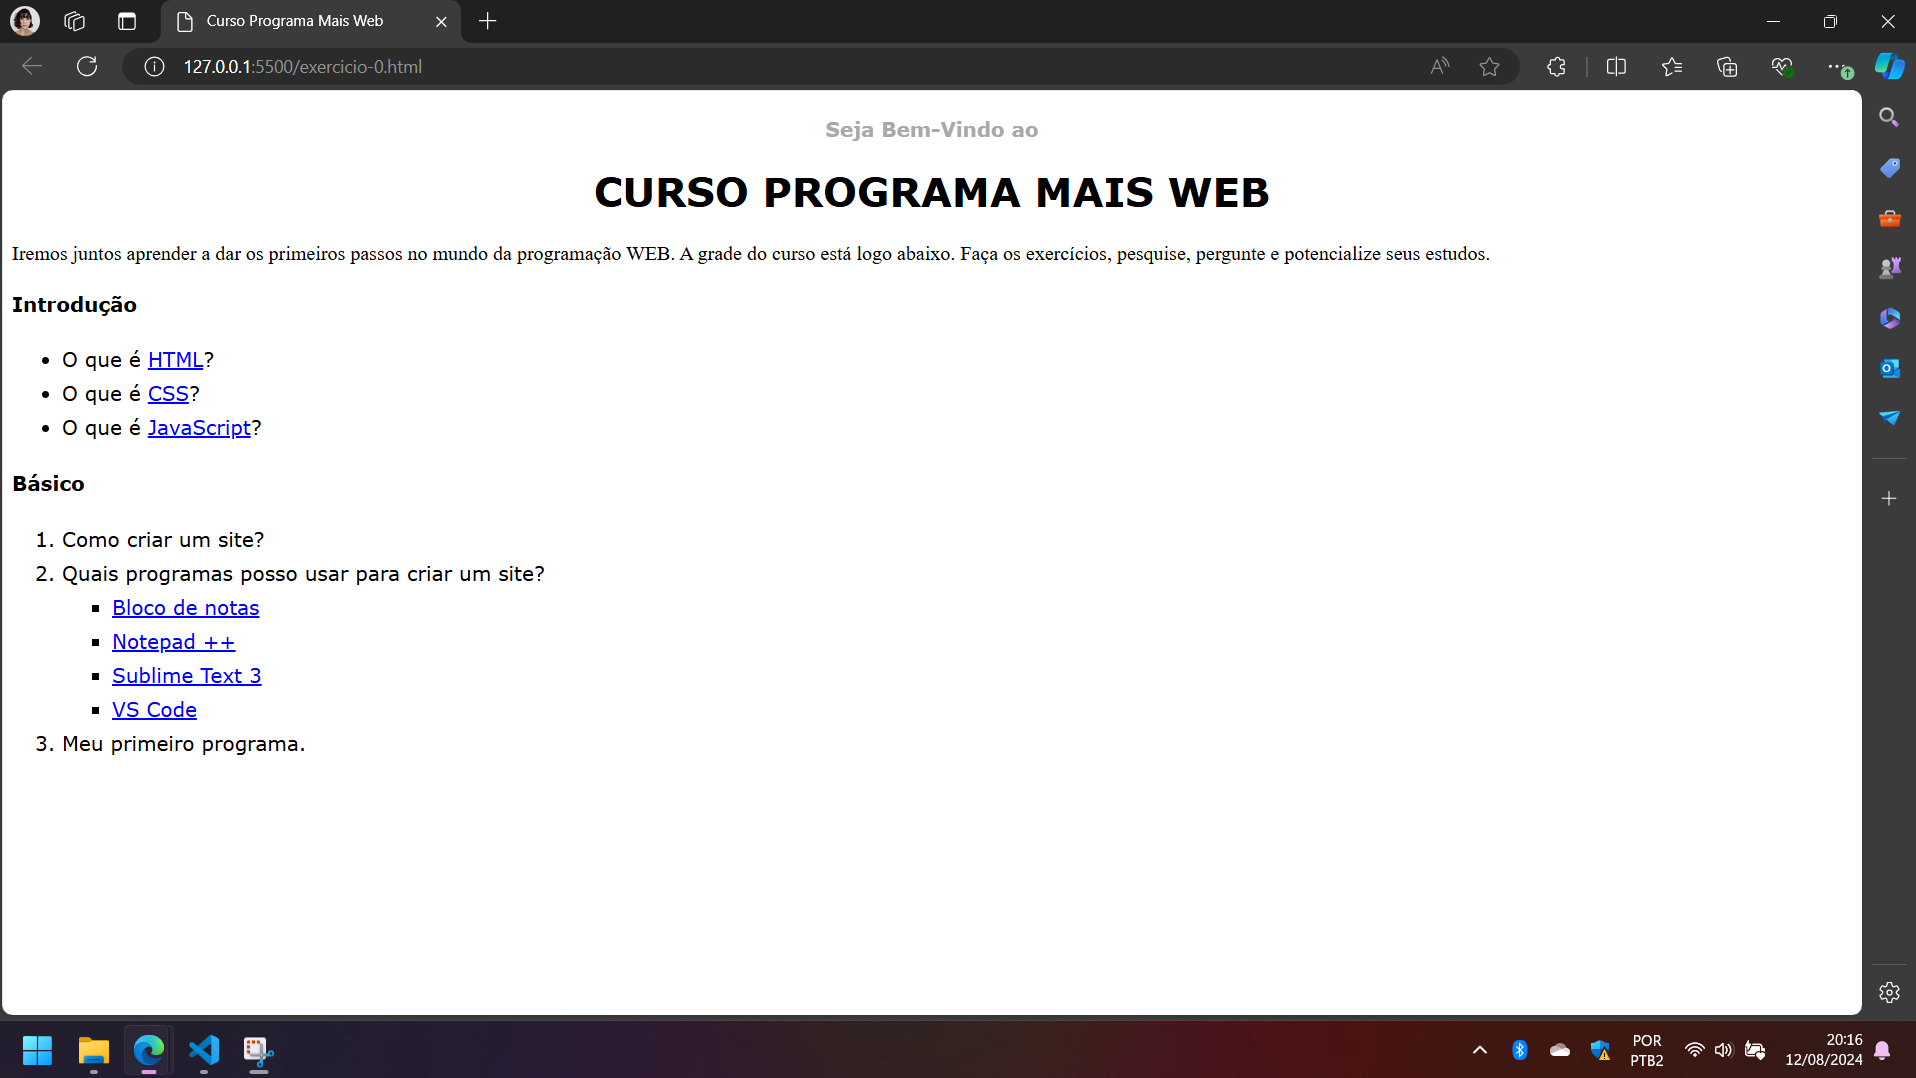 Curso Programa Mais Web
127.0.0.1:5500/exercicio-0.html
Seja Bem-Vindo ao
CURSO PROGRAMA MAIS WEB
Iremos juntos aprender a dar os primeiros passos no mundo da programação WEB. A grade do curso está logo abaixo. Faça os exercícios, pesquise, pergunte e potencialize seus estudos.
Introdução
• O que é HTML?
• O que é CSS?
• O que é JavaScript?
Básico
1. Como criar um site?
2. Quais programas posso usar para criar um site?
▪ Bloco de notas
▪ Notepad ++
▪ Sublime Text 3
▪ VS Code
3. Meu primeiro programa.
POR
PTB2
20:16
12/08/2024